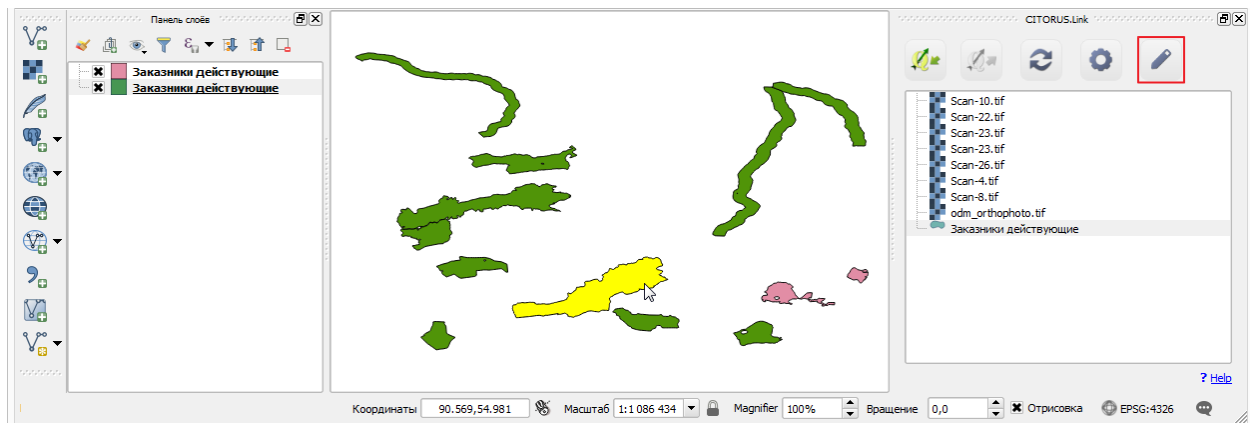 Панель слоёв
Заказники действующие
Заказники действующие
CITORUS.Link
Scan-10.tif
Scan-22.tif
Scan-23.tif
Scan-23.tif
Scan-26.tif
Scan-4.tif
Scan-8.tif
odm_orthophoto.tif
Заказники действующие
? Help
Координаты 90.569,54.981 Масштаб 1:1 086 434 Magnifier 100% Вращение 0,0 Отрисовка EPSG:4326